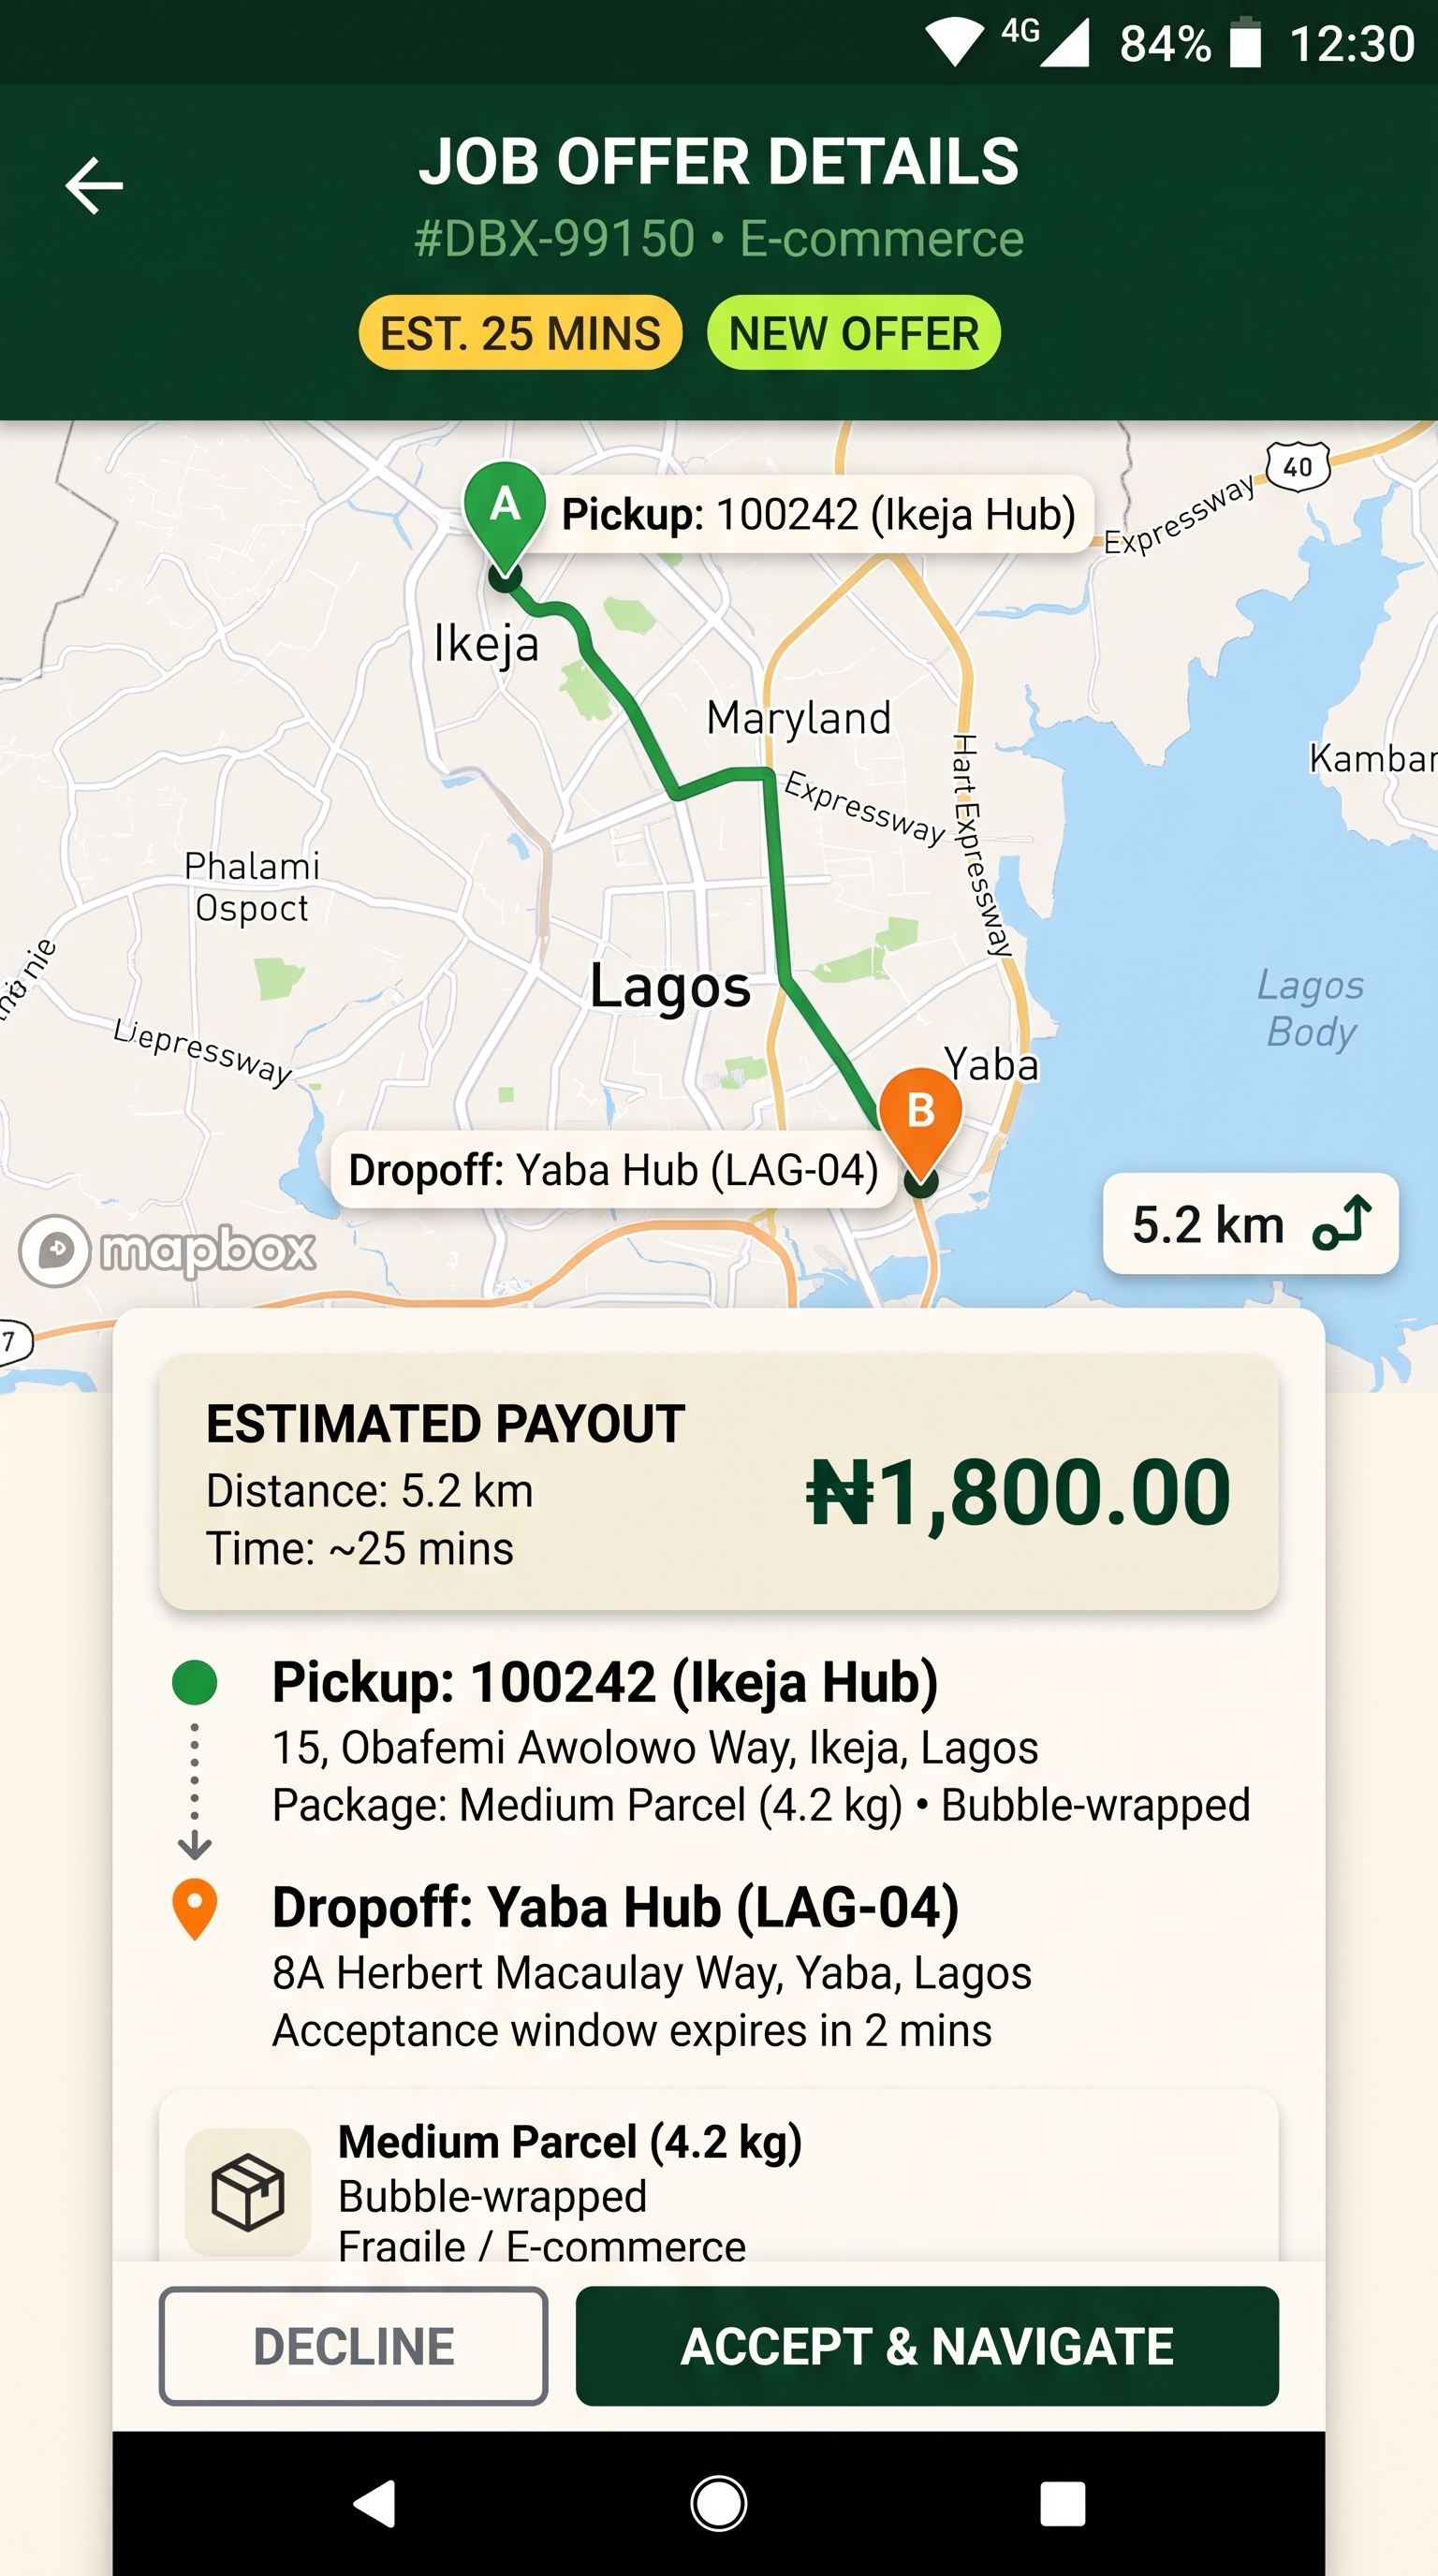 4G 84% 12:30
JOB OFFER DETAILS
#DBX-99150 • E-commerce
EST. 25 MINS
NEW OFFER
40
A
Pickup: 100242 (Ikeja Hub)
Expressway
Ikeja
Maryland
Kambar
Expressway
Hart Expressway
Phalami
Ospoct
nie
Lagos
Lagos
Body
Liepressway
Yaba
B
Dropoff: Yaba Hub (LAG-04)
5.2 km
mapbox
7
ESTIMATED PAYOUT
Distance: 5.2 km
Time: ~25 mins
₦1,800.00
Pickup: 100242 (Ikeja Hub)
15, Obafemi Awolowo Way, Ikeja, Lagos
Package: Medium Parcel (4.2 kg) • Bubble-wrapped
Dropoff: Yaba Hub (LAG-04)
8A Herbert Macaulay Way, Yaba, Lagos
Acceptance window expires in 2 mins
Medium Parcel (4.2 kg)
Bubble-wrapped
Fragile / E-commerce
DECLINE
ACCEPT & NAVIGATE